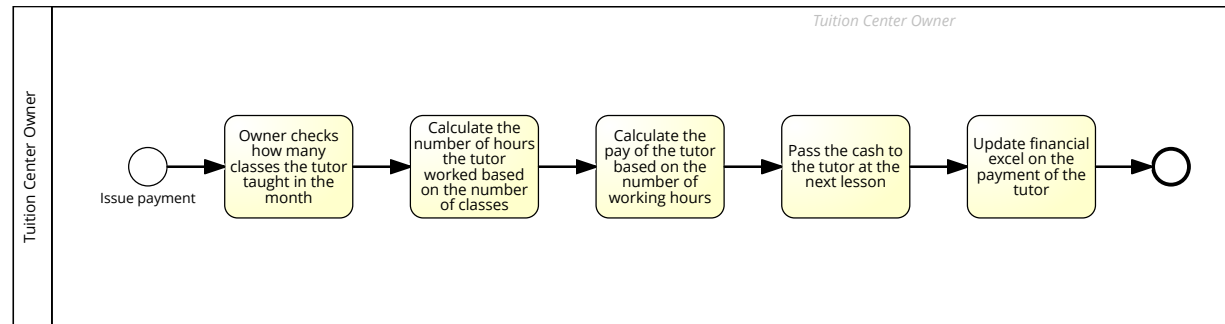 Tuition Center Owner
Tuition Center Owner
Issue payment
Owner checks
how many
classes the tutor
taught in the
month
Calculate the
number of hours
the tutor
worked based
on the number
of classes
Calculate the
pay of the tutor
based on the
number of
working hours
Pass the cash to
the tutor at the
next lesson
Update financial
excel on the
payment of the
tutor